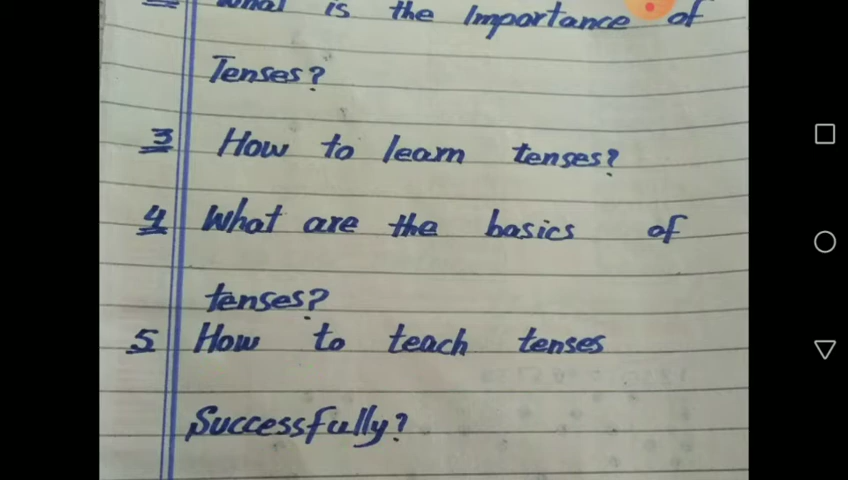 What is the Importance of
Tenses?
3 How to learn tenses?
4 What are the basics of
tenses?
5 How to teach tenses
Successfully?